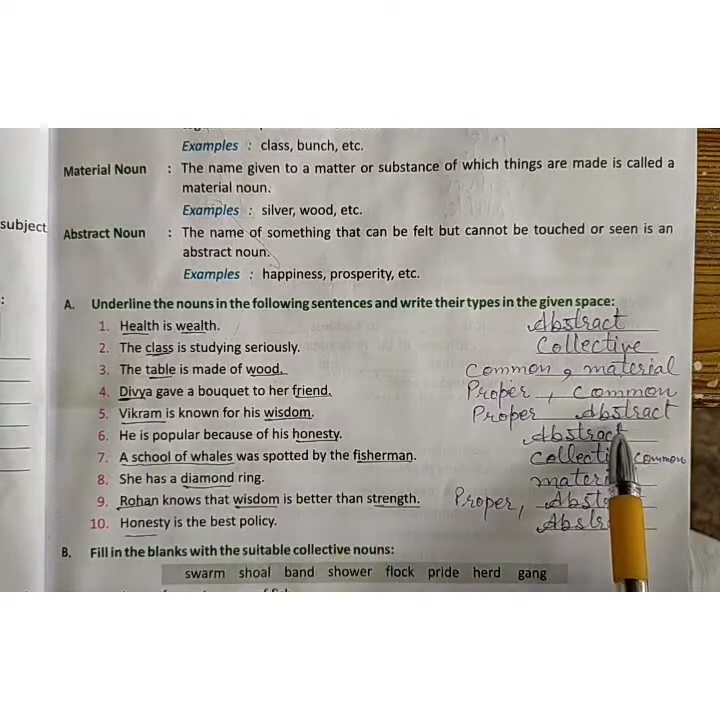 Examples : class, bunch, etc.
Material Noun : The name given to a matter or substance of which things are made is called a
material noun.
Examples : silver, wood, etc.
subject
Abstract Noun : The name of something that can be felt but cannot be touched or seen is an
abstract noun.
Examples : happiness, prosperity, etc.
A. Underline the nouns in the following sentences and write their types in the given space:
1. Health is wealth. Abstract
2. The class is studying seriously. Collective
3. The table is made of wood. Common, material
4. Divya gave a bouquet to her friend. Proper, Common
5. Vikram is known for his wisdom. Proper Abstract
6. He is popular because of his honesty. Abstract
7. A school of whales was spotted by the fisherman. Common
8. She has a diamond ring.
9. Rohan knows that wisdom is better than strength. Proper,
10. Honesty is the best policy.
B. Fill in the blanks with the suitable collective nouns:
swarm shoal band shower flock pride herd gang